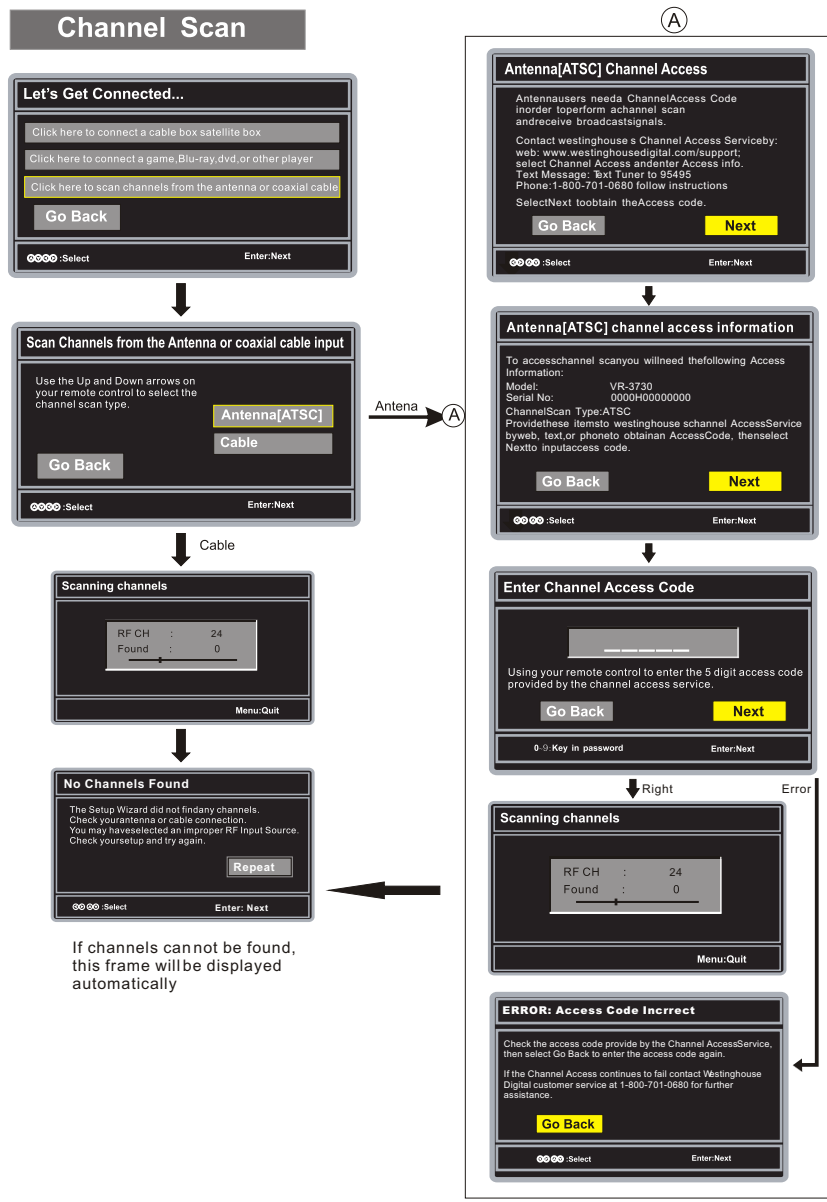 Channel Scan
Let's Get Connected...
Click here to connect a cable box satellite box
Click here to connect a game,Blu-ray,dvd,or other player
Click here to scan channels from the antenna or coaxial cable
Go Back
:Select Enter:Next
Scan Channels from the Antenna or coaxial cable input
Use the Up and Down arrows on
your remote control to select the
channel scan type.
Antenna[ATSC]
Cable
Go Back
:Select Enter:Next
Antena
A
Cable
Scanning channels
RF CH : 24
Found : 0
Menu:Quit
No Channels Found
The Setup Wizard did not findany channels.
Check yourantenna or cable connection.
You may haveselected an improper RF Input Source.
Check yoursetup and try again.
Repeat
:Select Enter: Next
If channels can not be found,
this frame will be displayed
automatically
A
Antenna[ATSC] Channel Access
Antennausers needa ChannelAccess Code
inorder toperform achannel scan
andreceive broadcastsignals.
Contact westinghouse s Channel Access Serviceby:
web: www.westinghousedigital.com/support;
select Channel Access andenter Access info.
Text Message: Text Tuner to 95495
Phone:1-800-701-0680 follow instructions
SelectNext toobtain theAccess code.
Go Back Next
:Select Enter:Next
Antenna[ATSC] channel access information
To accesschannel scanyou willneed thefollowing Access
Information:
Model: VR-3730
Serial No: 0000H00000000
ChannelScan Type:ATSC
Providethese itemsto westinghouse schannel AccessService
byweb, text,or phoneto obtainan AccessCode, thenselect
Nextto inputaccess code.
Go Back Next
:Select Enter:Next
Enter Channel Access Code
_ _ _ _ _
Using your remote control to enter the 5 digit access code
provided by the channel access service.
Go Back Next
0-9:Key in password Enter:Next
Right Error
Scanning channels
RF CH : 24
Found : 0
Menu:Quit
ERROR: Access Code Incrrect
Check the access code provide by the Channel AccessService,
then select Go Back to enter the access code again.
If the Channel Access continues to fail contact Westinghouse
Digital customer service at 1-800-701-0680 for further
assistance.
Go Back
:Select Enter:Next